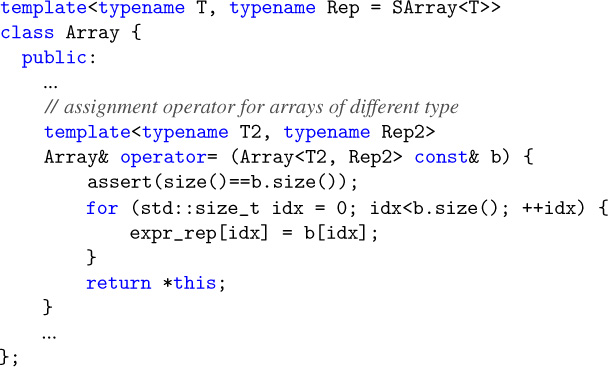 template<typename T, typename Rep = SArray<T>>
class Array {
  public:
    ...
    // assignment operator for arrays of different type
    template<typename T2, typename Rep2>
    Array& operator= (Array<T2, Rep2> const& b) {
        assert(size()==b.size());
        for (std::size_t idx = 0; idx<b.size(); ++idx) {
            expr_rep[idx] = b[idx];
        }
        return *this;
    }
    ...
};